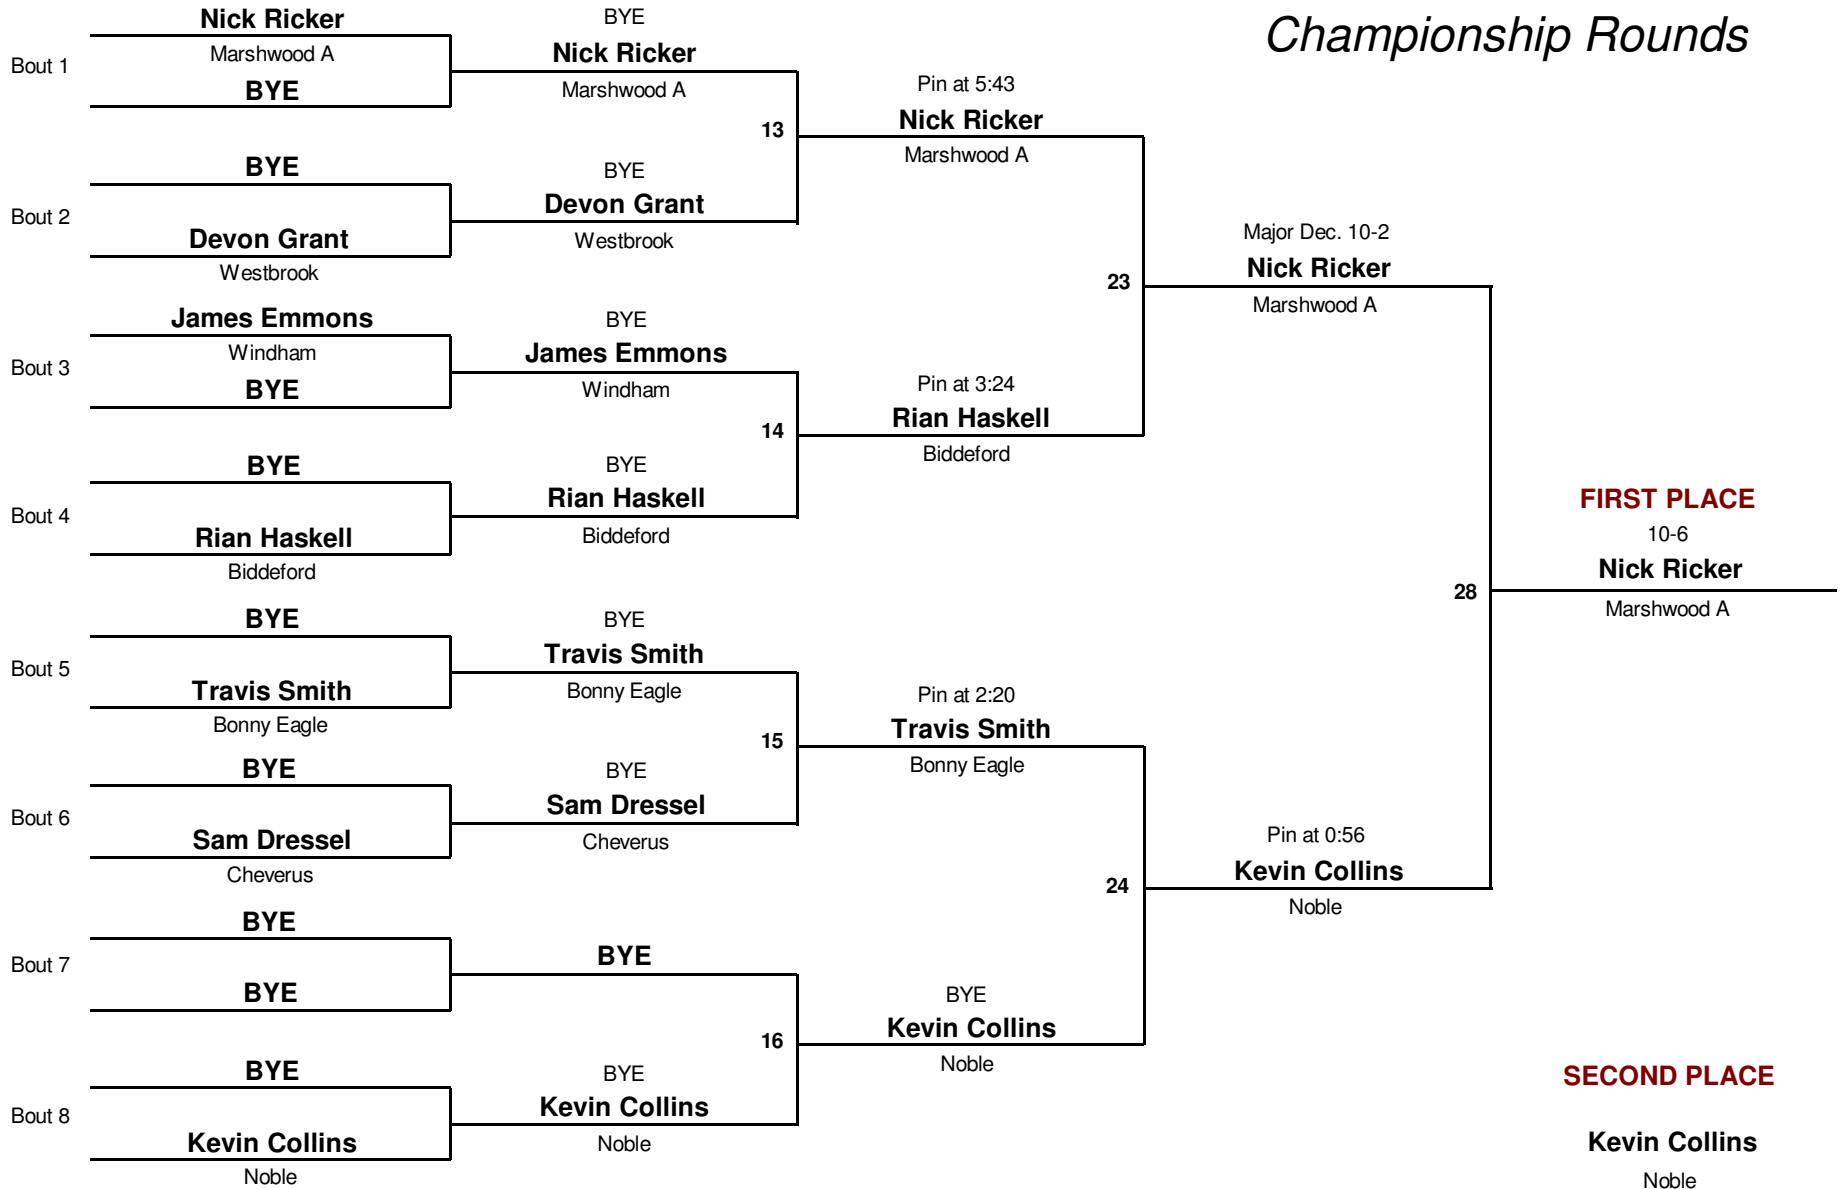 Championship Rounds
Bout 1
Nick Ricker
Marshwood A
BYE
Bout 2
BYE
Devon Grant
Westbrook
Bout 3
James Emmons
Windham
BYE
Bout 4
BYE
Rian Haskell
Biddeford
Bout 5
BYE
Travis Smith
Bonny Eagle
Bout 6
BYE
Sam Dressel
Cheverus
Bout 7
BYE
BYE
Bout 8
BYE
Kevin Collins
Noble
BYE
Nick Ricker
Marshwood A
13
BYE
Devon Grant
Westbrook
BYE
James Emmons
Windham
14
BYE
Rian Haskell
Biddeford
BYE
Travis Smith
Bonny Eagle
15
BYE
Sam Dressel
Cheverus
BYE
16
BYE
Kevin Collins
Noble
Pin at 5:43
Nick Ricker
Marshwood A
23
Pin at 3:24
Rian Haskell
Biddeford
Pin at 2:20
Travis Smith
Bonny Eagle
24
BYE
Kevin Collins
Noble
Major Dec. 10-2
Nick Ricker
Marshwood A
28
Pin at 0:56
Kevin Collins
Noble
FIRST PLACE
10-6
Nick Ricker
Marshwood A
SECOND PLACE
Kevin Collins
Noble